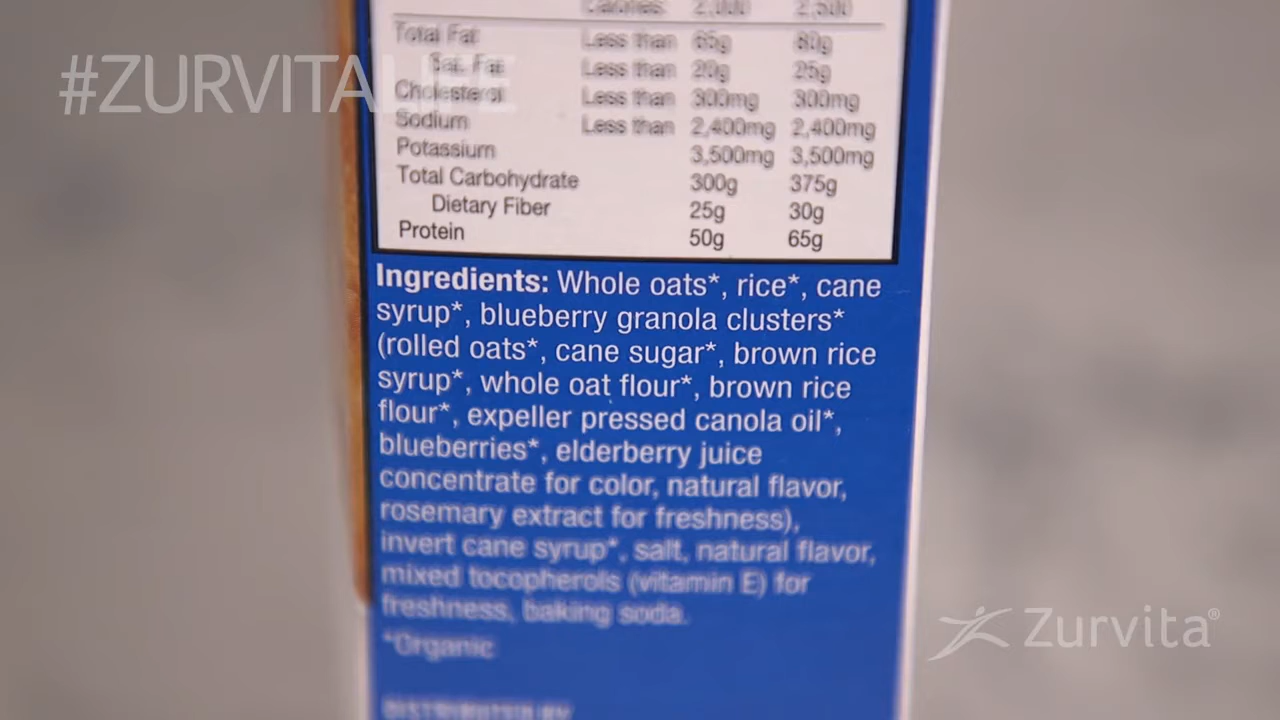 #ZURVITALIFE
Calories: 2,000 2,500
Total Fat Less than 65g 80g
Sat. Fat Less than 20g 25g
Cholesterol Less than 300mg 300mg
Sodium Less than 2,400mg 2,400mg
Potassium 3,500mg 3,500mg
Total Carbohydrate 300g 375g
Dietary Fiber 25g 30g
Protein 50g 65g
Ingredients: Whole oats*, rice*, cane
syrup*, blueberry granola clusters*
(rolled oats*, cane sugar*, brown rice
syrup*, whole oat flour*, brown rice
flour*, expeller pressed canola oil*,
blueberries*, elderberry juice
concentrate for color, natural flavor,
rosemary extract for freshness),
invert cane syrup*, salt, natural flavor,
mixed tocopherols (vitamin E) for
freshness, baking soda.
*Organic
DISTRIBUTED BY
Zurvita®